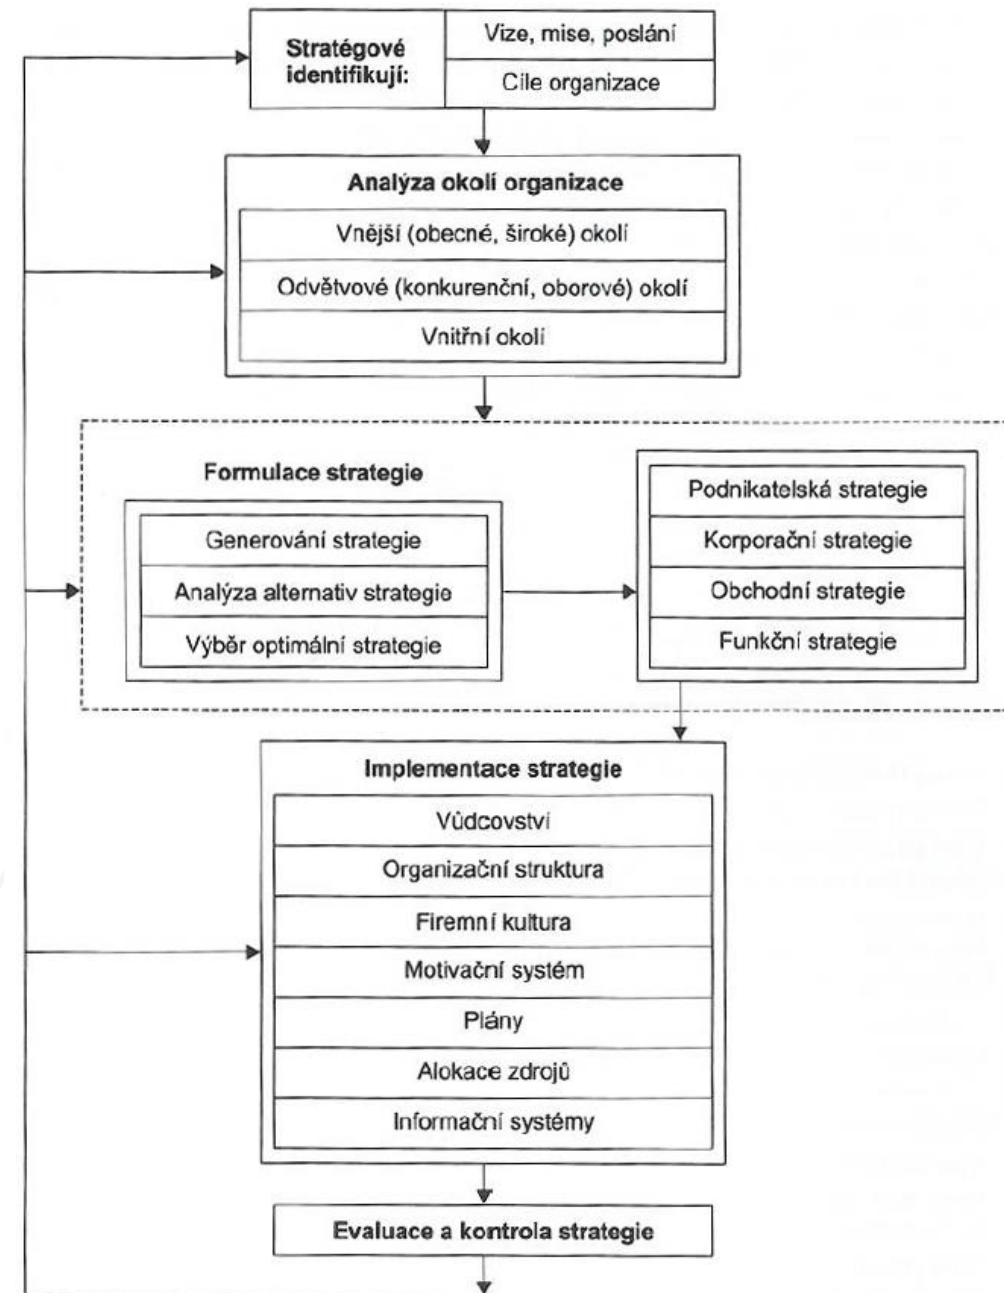 Stratégové
identifikují:
Vize, mise, poslání
Cíle organizace
Analýza okolí organizace
Vnější (obecné, široké) okolí
Odvětvové (konkurenční, oborové) okolí
Vnitřní okolí
Formulace strategie
Generování strategie
Analýza alternativ strategie
Výběr optimální strategie
Podnikatelská strategie
Korporační strategie
Obchodní strategie
Funkční strategie
Implementace strategie
Vůdcovství
Organizační struktura
Firemní kultura
Motivační systém
Plány
Alokace zdrojů
Informační systémy
Evaluace a kontrola strategie